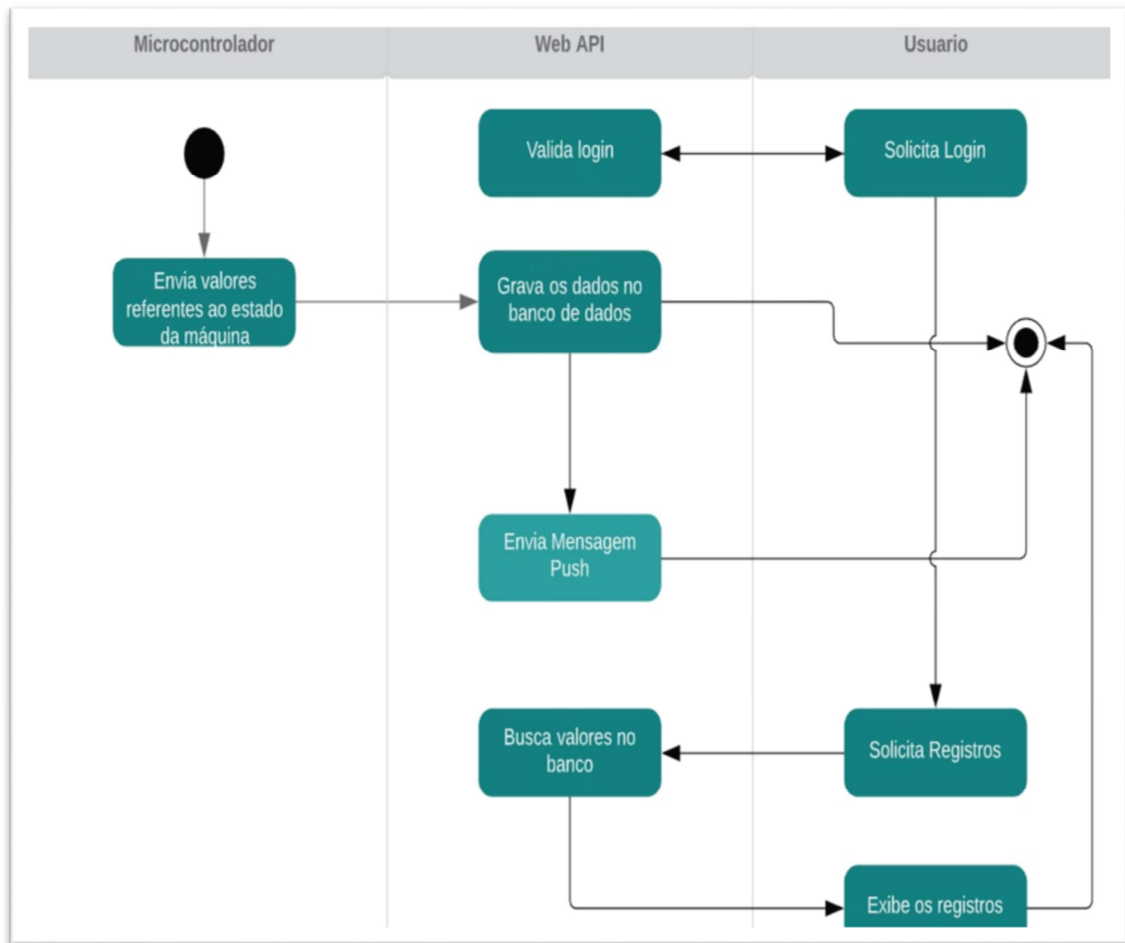 Microcontrolador
Web API
Usuario
Valida login
Solicita Login
Envia valores
referentes ao estado
da máquina
Grava os dados no
banco de dados
Envia Mensagem
Push
Busca valores no
banco
Solicita Registros
Exibe os registros